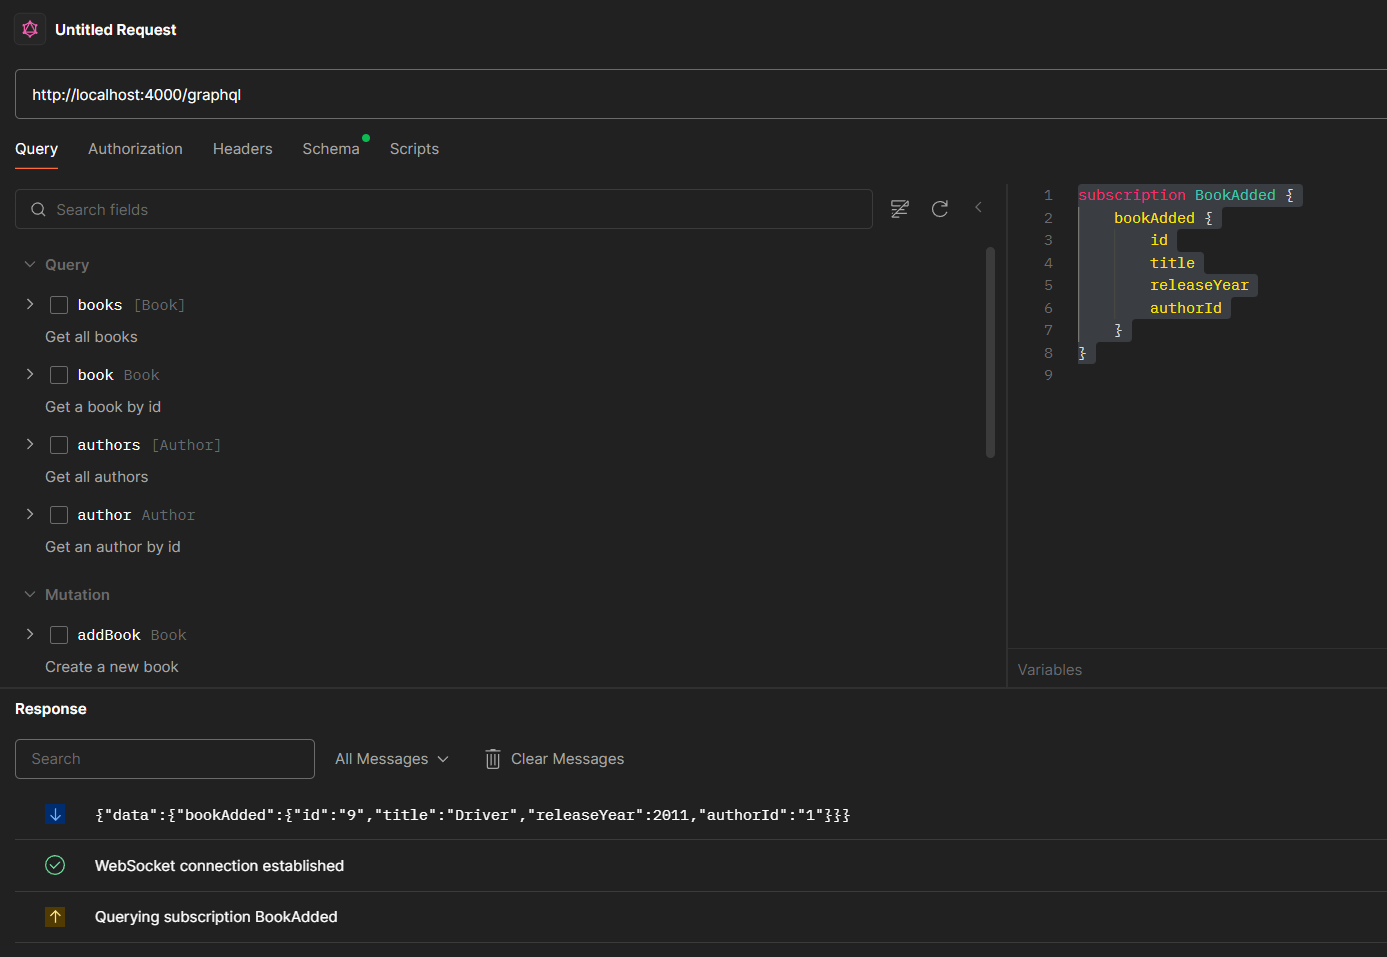 Untitled Request
http://localhost:4000/graphql
Query Authorization Headers Schema Scripts
Search fields
Query
books [Book]
Get all books
book Book
Get a book by id
authors [Author]
Get all authors
author Author
Get an author by id
Mutation
addBook Book
Create a new book
1 subscription BookAdded {
2 bookAdded {
3 id
4 title
5 releaseYear
6 authorId
7 }
8 }
9
Variables
Response
Search All Messages Clear Messages
{"data":{"bookAdded":{"id":"9","title":"Driver","releaseYear":2011,"authorId":"1"}}}
WebSocket connection established
Querying subscription BookAdded